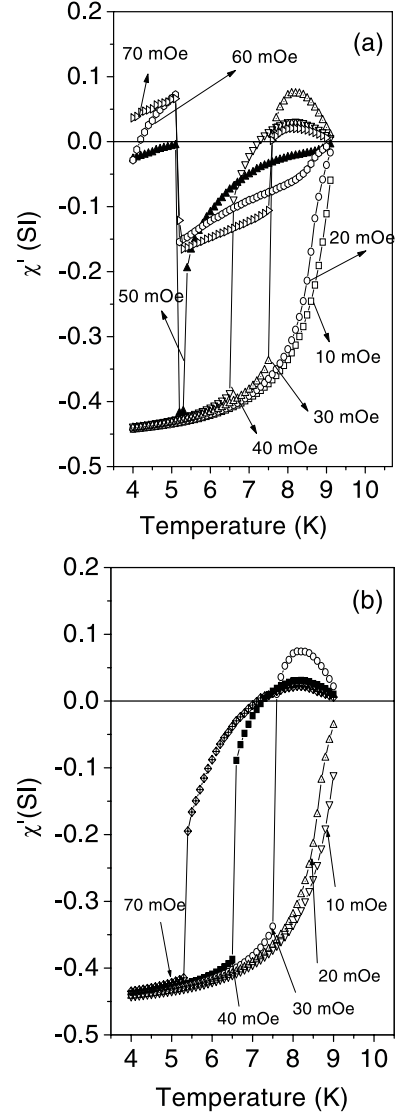 (a)
70 mOe
60 mOe
0.2
0.1
0.0
-0.1
-0.2
-0.3
-0.4
-0.5
χ' (SI)
50 mOe
20 mOe
10 mOe
30 mOe
40 mOe
4 5 6 7 8 9 10
Temperature (K)
(b)
0.2
0.1
0.0
-0.1
-0.2
-0.3
-0.4
-0.5
χ'(SI)
70 mOe
10 mOe
20 mOe
30 mOe
40 mOe
4 5 6 7 8 9 10
Temperature (K)